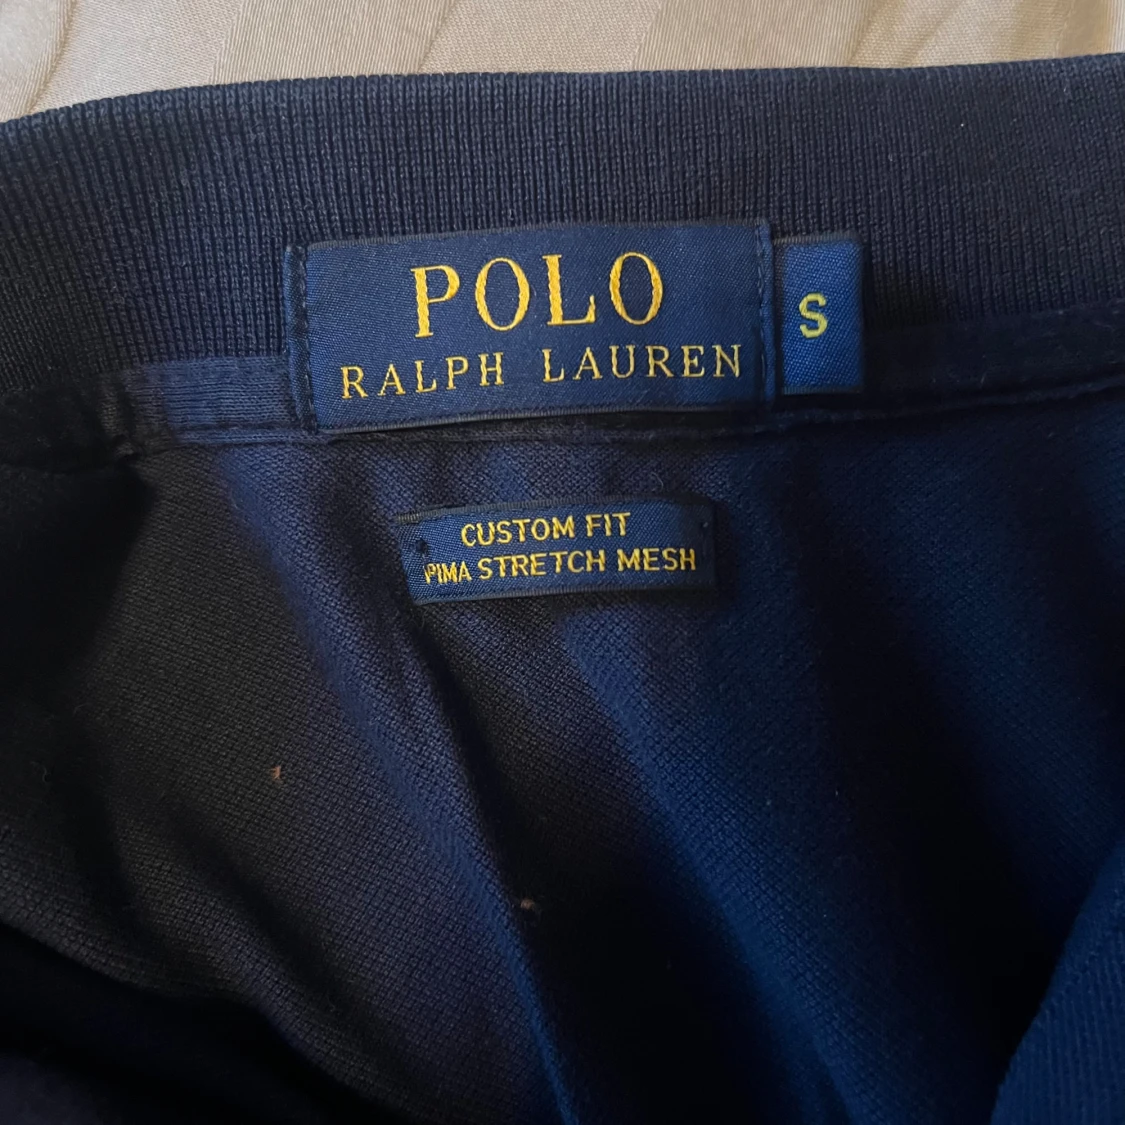 POLO
RALPH LAUREN
S
CUSTOM FIT
PIMA STRETCH MESH